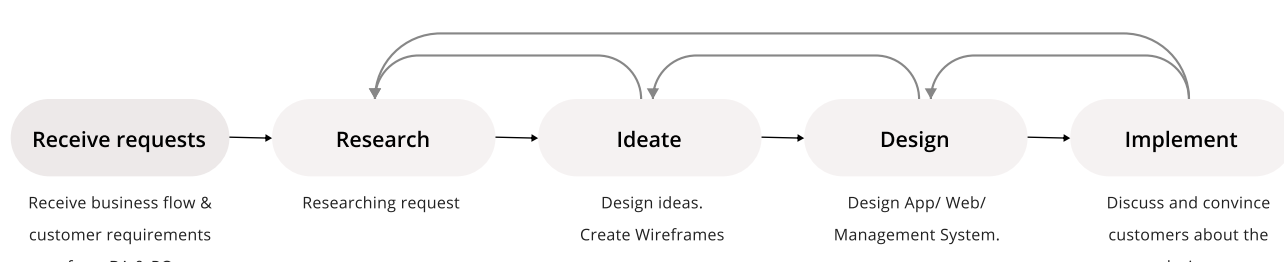 Receive requests
Research
Ideate
Design
Implement
Receive business flow &
customer requirements
Researching request
Design ideas.
Create Wireframes
Design App/ Web/
Management System.
Discuss and convince
customers about the